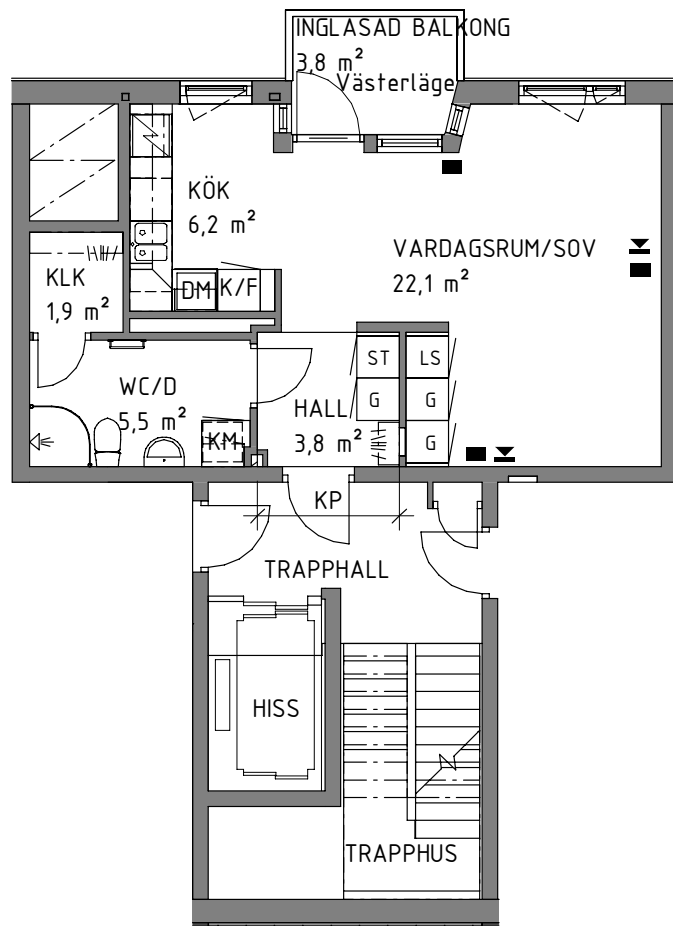 INGLASAD BALKONG
3,8 m²
Västerläge
KÖK
6,2 m²
VARDAGSRUM/SOV
22,1 m²
KLK
1,9 m²
DM
K/F
WC/D
5,5 m²
ST
LS
HALL
3,8 m²
G
G
KM
G
KP
TRAPPHALL
HISS
TRAPPHUS